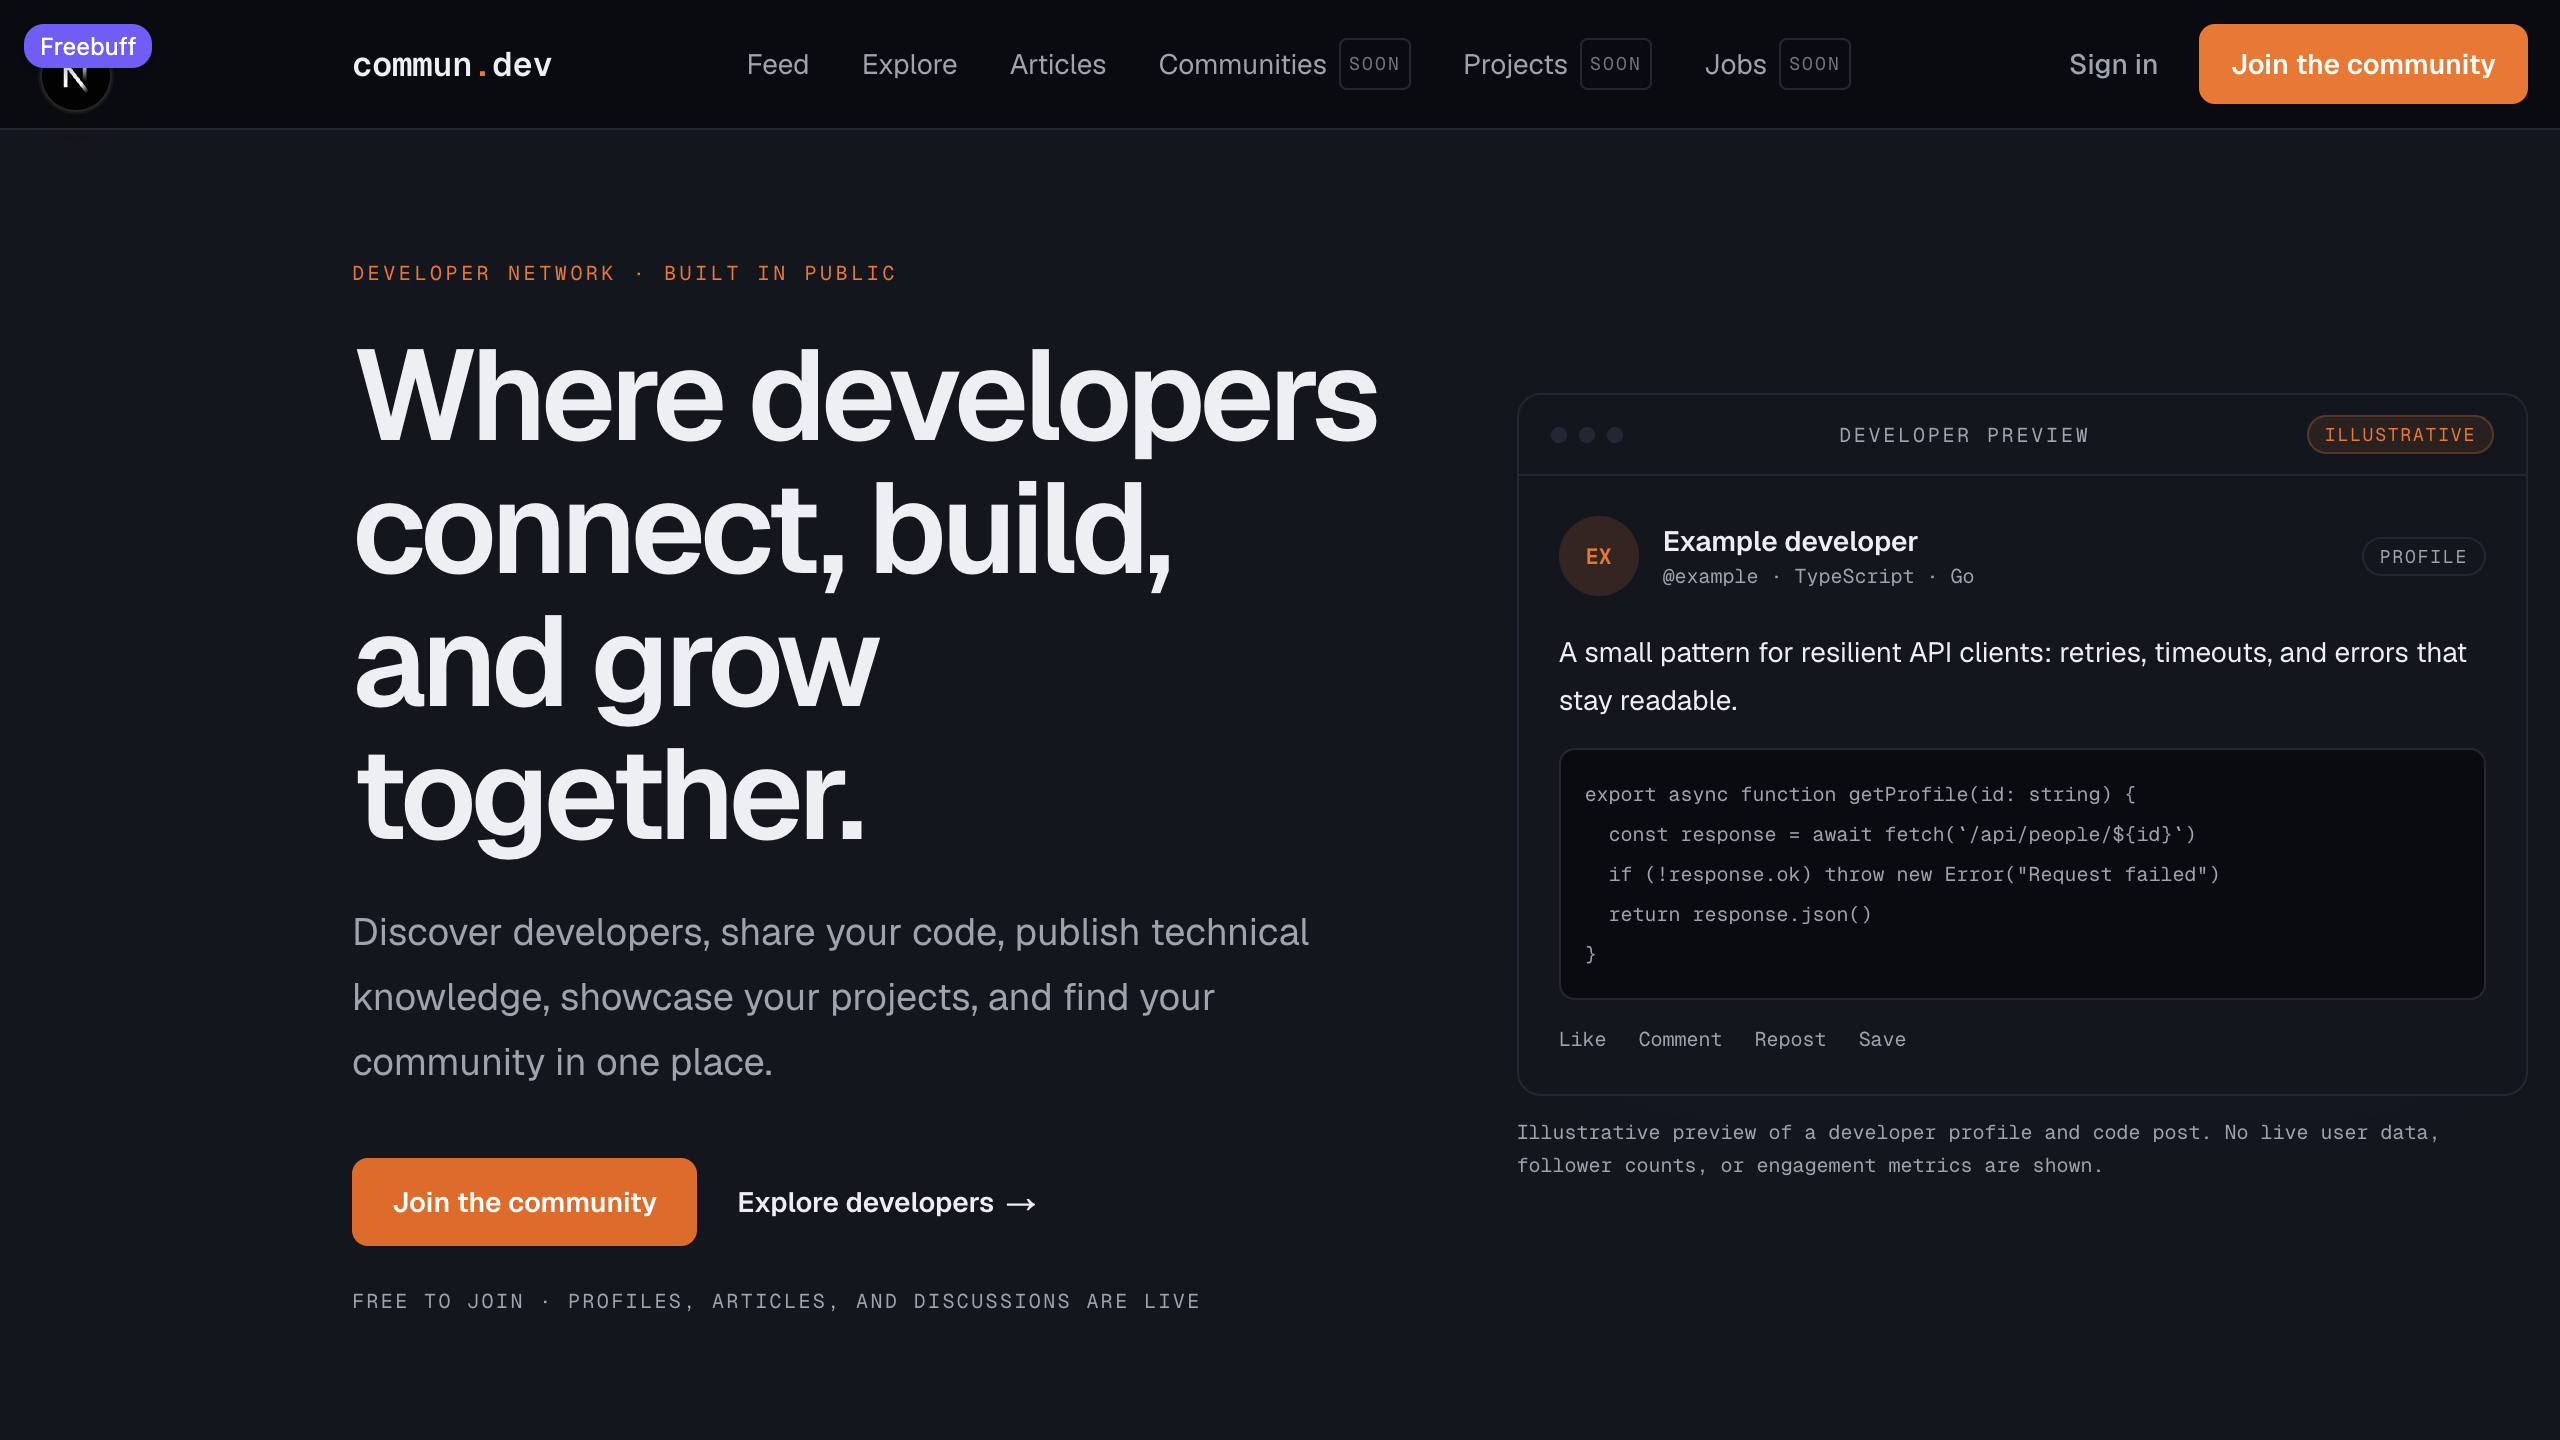 Freebuff
N
commun.dev
Feed
Explore
Articles
Communities SOON
Projects SOON
Jobs SOON
Sign in
Join the community
DEVELOPER NETWORK · BUILT IN PUBLIC
Where developers
connect, build,
and grow
together.
Discover developers, share your code, publish technical
knowledge, showcase your projects, and find your
community in one place.
Join the community
Explore developers →
FREE TO JOIN · PROFILES, ARTICLES, AND DISCUSSIONS ARE LIVE
DEVELOPER PREVIEW
ILLUSTRATIVE
EX
Example developer
@example · TypeScript · Go
PROFILE
A small pattern for resilient API clients: retries, timeouts, and errors that
stay readable.
export async function getProfile(id: string) {
  const response = await fetch(`/api/people/${id}`)
  if (!response.ok) throw new Error("Request failed")
  return response.json()
}
Like
Comment
Repost
Save
Illustrative preview of a developer profile and code post. No live user data,
follower counts, or engagement metrics are shown.